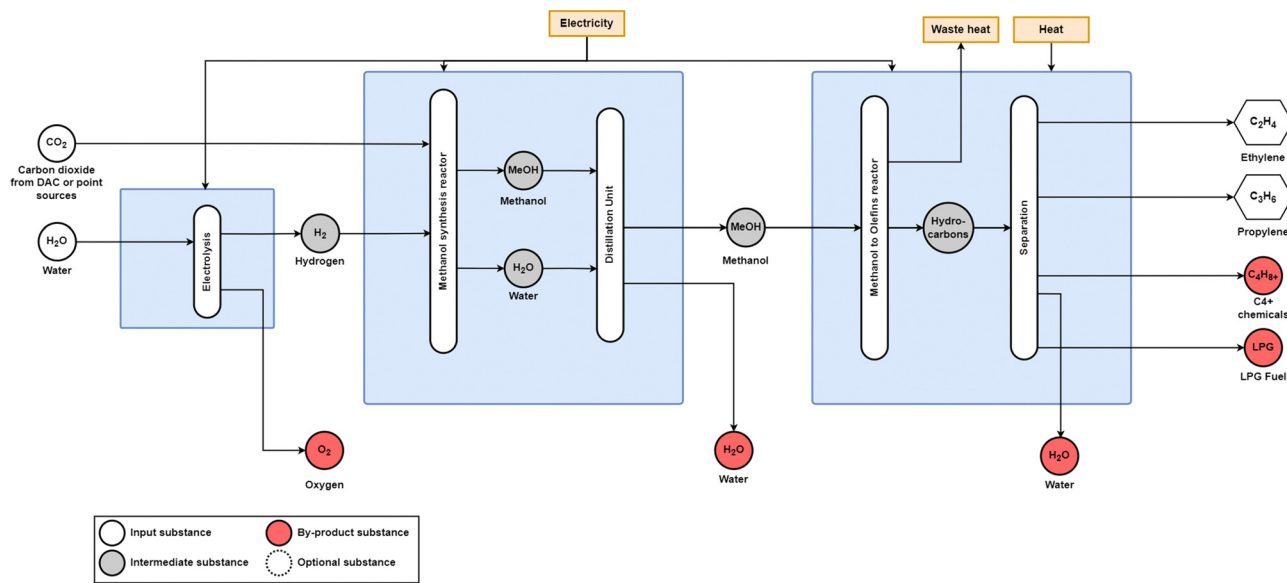 Electricity
Waste heat
Heat
CO2
Carbon dioxide
from DAC or point
sources
H2O
Water
Electrolysis
H2
Hydrogen
O2
Oxygen
Methanol synthesis reactor
MeOH
Methanol
H2O
Water
Distillation Unit
MeOH
Methanol
H2O
Water
Methanol to Olefins reactor
Hydro-
carbons
Separation
C2H4
Ethylene
C3H6
Propylene
C4H8+
C4+
chemicals
LPG
LPG Fuel
H2O
Water
Input substance
By-product substance
Intermediate substance
Optional substance